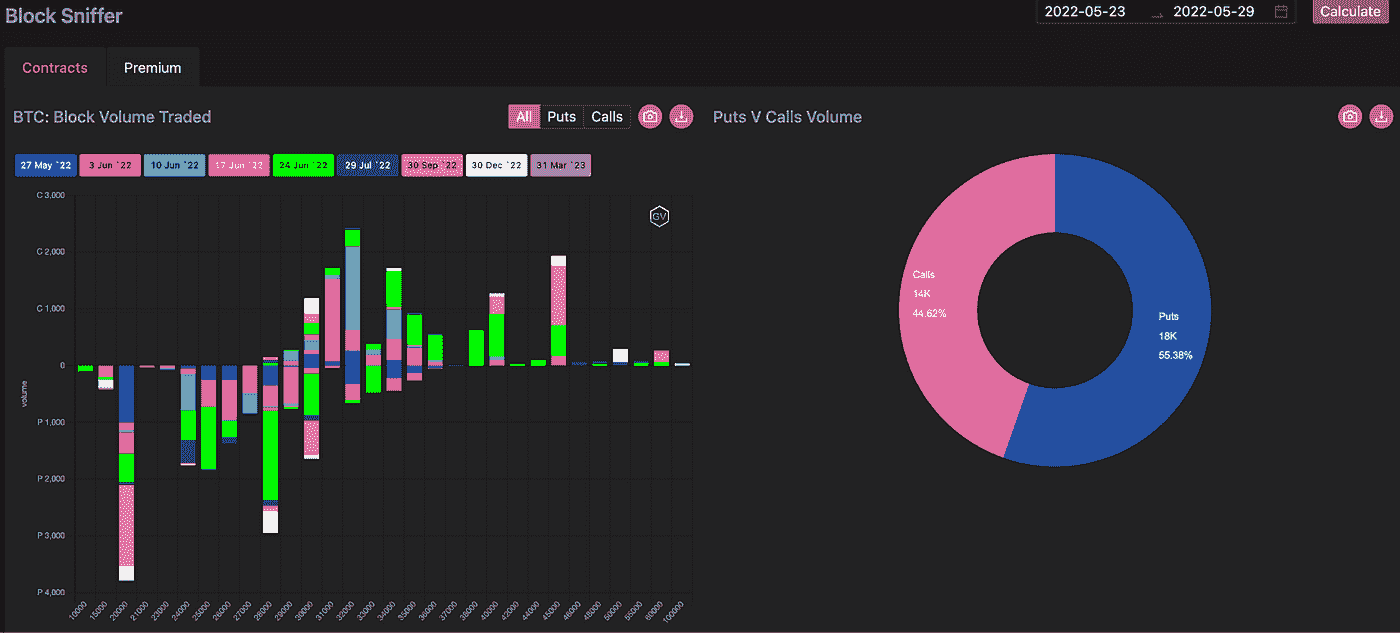 Block Sniffer
2022-05-23 → 2022-05-29
Calculate
Contracts Premium
BTC: Block Volume Traded
All Puts Calls
Puts V Calls Volume
27 May `22 3 Jun `22 10 Jun `22 17 Jun `22 24 Jun `22 29 Jul `22 30 Sep `22 30 Dec `22 31 Mar `23
C 3,000
C 2,000
C 1,000
0
P 1,000
P 2,000
P 3,000
P 4,000
volume
GV
10000 15000 20000 21000 23000 24000 25000 26000 27000 28000 29000 30000 31000 32000 33000 34000 35000 36000 37000 38000 40000 42000 44000 45000 46000 48000 50000 55000 60000 100000
Calls
14K
44.62%
Puts
18K
55.38%